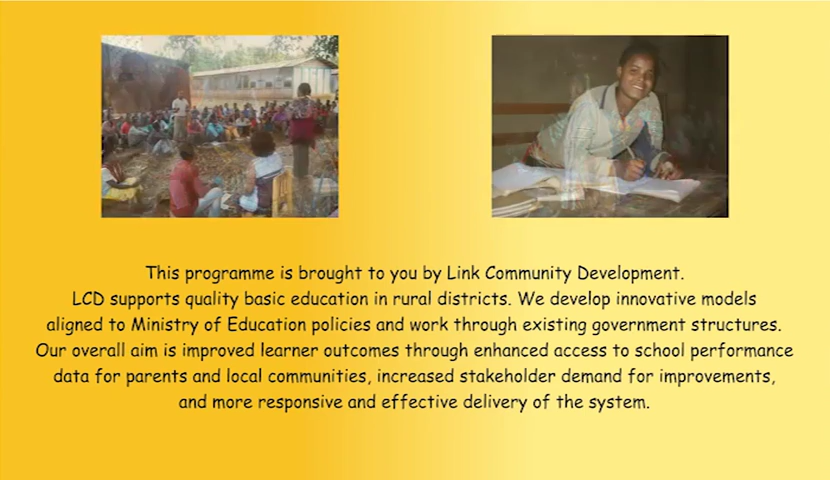 This programme is brought to you by Link Community Development.
LCD supports quality basic education in rural districts. We develop innovative models
aligned to Ministry of Education policies and work through existing government structures.
Our overall aim is improved learner outcomes through enhanced access to school performance
data for parents and local communities, increased stakeholder demand for improvements,
and more responsive and effective delivery of the system.